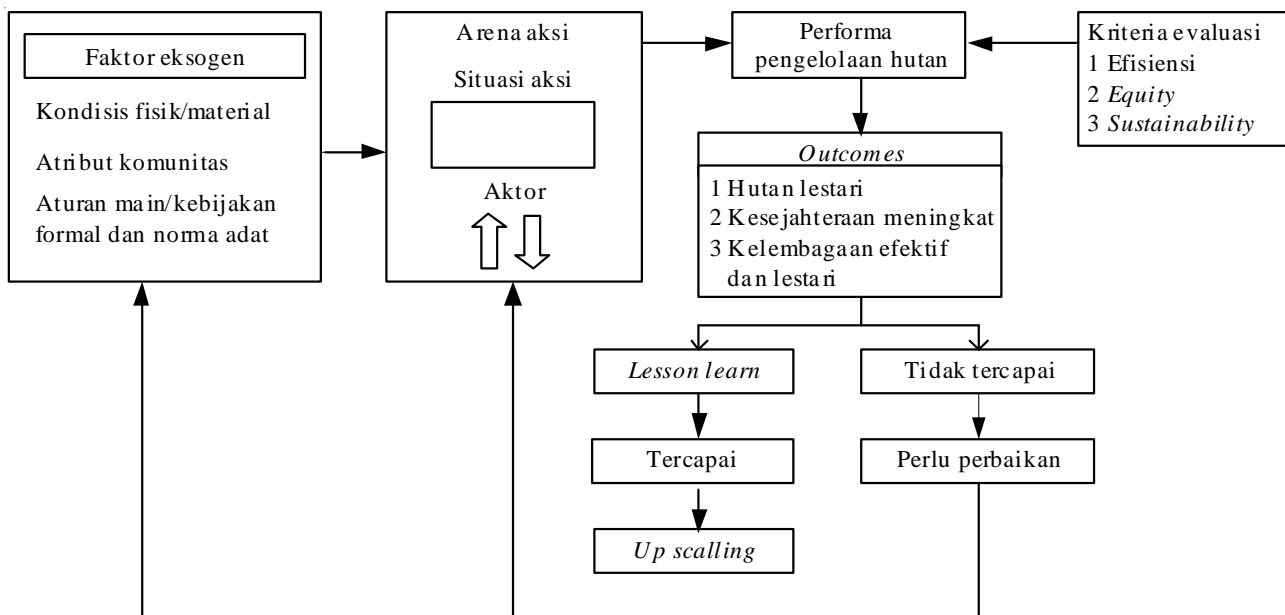 Faktor eksogen
Kondisis fisik/material
Atribut komunitas
Aturan main/kebijakan
formal dan norma adat
Arena aksi
Situasi aksi
Aktor
Performa
pengelolaan hutan
Kriteria evaluasi
1 Efisiensi
2 Equity
3 Sustainability
Outcomes
1 Hutan lestari
2 Kesejahteraan meningkat
3 Kelembagaan efektif
dan lestari
Lesson learn
Tidak tercapai
Tercapai
Perlu perbaikan
Up scalling